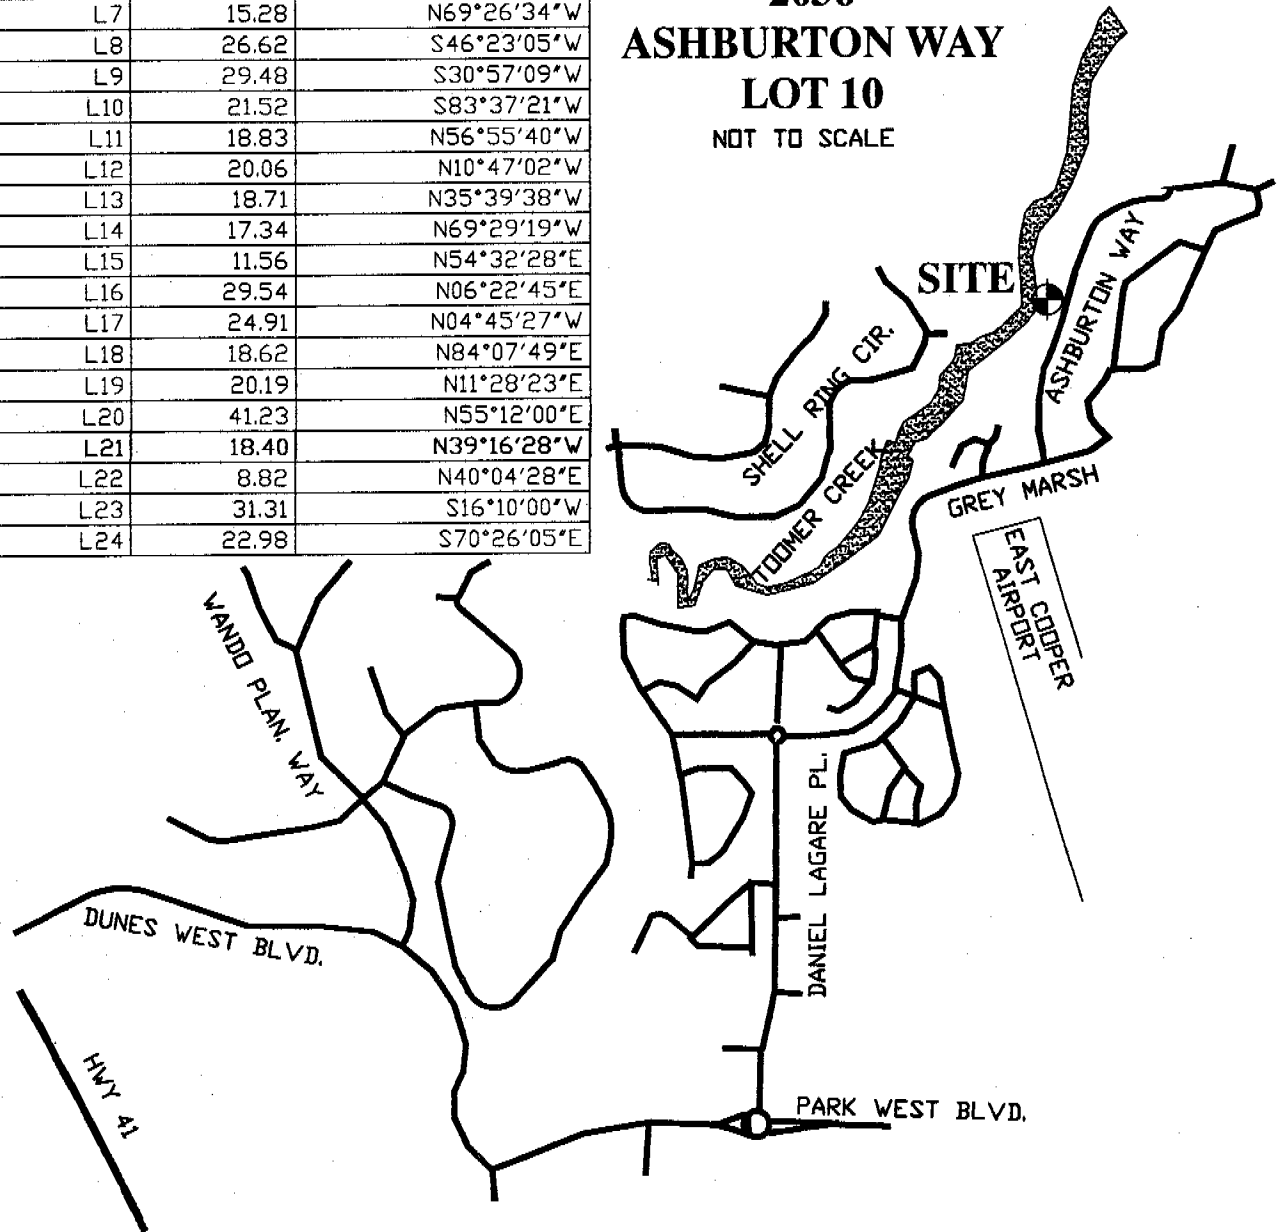 L7 15.28 N69°26'34"W
L8 26.62 S46°23'05"W
L9 29.48 S30°57'09"W
L10 21.52 S83°37'21"W
L11 18.83 N56°55'40"W
L12 20.06 N10°47'02"W
L13 18.71 N35°39'38"W
L14 17.34 N69°29'19"W
L15 11.56 N54°32'28"E
L16 29.54 N06°22'45"E
L17 24.91 N04°45'27"W
L18 18.62 N84°07'49"E
L19 20.19 N11°28'23"E
L20 41.23 N55°12'00"E
L21 18.40 N39°16'28"W
L22 8.82 N40°04'28"E
L23 31.31 S16°10'00"W
L24 22.98 S70°26'05"E
ASHBURTON WAY
LOT 10
NOT TO SCALE
SITE
ASHBURTON WAY
SHELL RING CIR.
TOOMER CREEK
GREY MARSH
EAST COOPER
AIRPORT
WANDO PLAN. WAY
DANIEL LAGARE PL.
DUNES WEST BLVD.
HWY 41
PARK WEST BLVD.